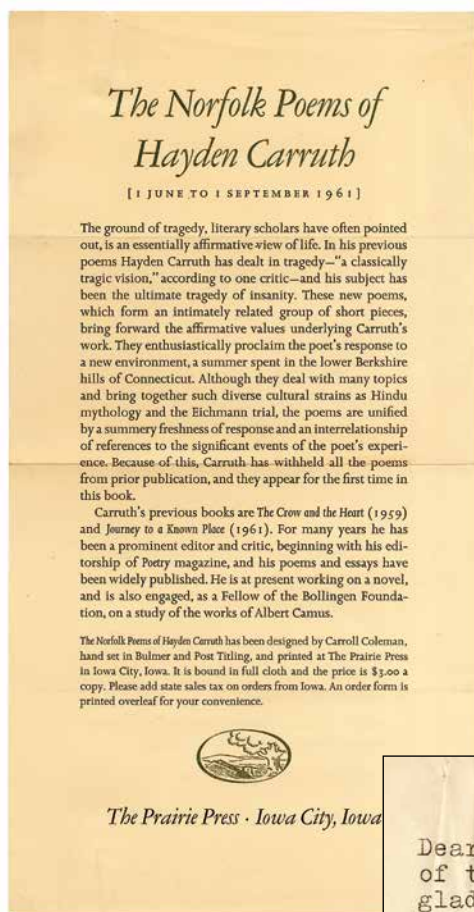 The Norfolk Poems of
Hayden Carruth
[1 JUNE TO 1 SEPTEMBER 1961]
The ground of tragedy, literary scholars have often pointed
out, is an essentially affirmative view of life. In his previous
poems Hayden Carruth has dealt in tragedy—"a classically
tragic vision," according to one critic—and his subject has
been the ultimate tragedy of insanity. These new poems,
which form an intimately related group of short pieces,
bring forward the affirmative values underlying Carruth's
work. They enthusiastically proclaim the poet's response to
a new environment, a summer spent in the lower Berkshire
hills of Connecticut. Although they deal with many topics
and bring together such diverse cultural strains as Hindu
mythology and the Eichmann trial, the poems are unified
by a summery freshness of response and an interrelationship
of references to the significant events of the poet's experi-
ence. Because of this, Carruth has withheld all the poems
from prior publication, and they appear for the first time in
this book.
Carruth's previous books are The Crow and the Heart (1959)
and Journey to a Known Place (1961). For many years he has
been a prominent editor and critic, beginning with his edi-
torship of Poetry magazine, and his poems and essays have
been widely published. He is at present working on a novel,
and is also engaged, as a Fellow of the Bollingen Founda-
tion, on a study of the works of Albert Camus.
The Norfolk Poems of Hayden Carruth has been designed by Carroll Coleman,
hand set in Bulmer and Post Titling, and printed at The Prairie Press
in Iowa City, Iowa. It is bound in full cloth and the price is $3.00 a
copy. Please add state sales tax on orders from Iowa. An order form is
printed overleaf for your convenience.
The Prairie Press · Iowa City, Iowa
Dear
of t
glad